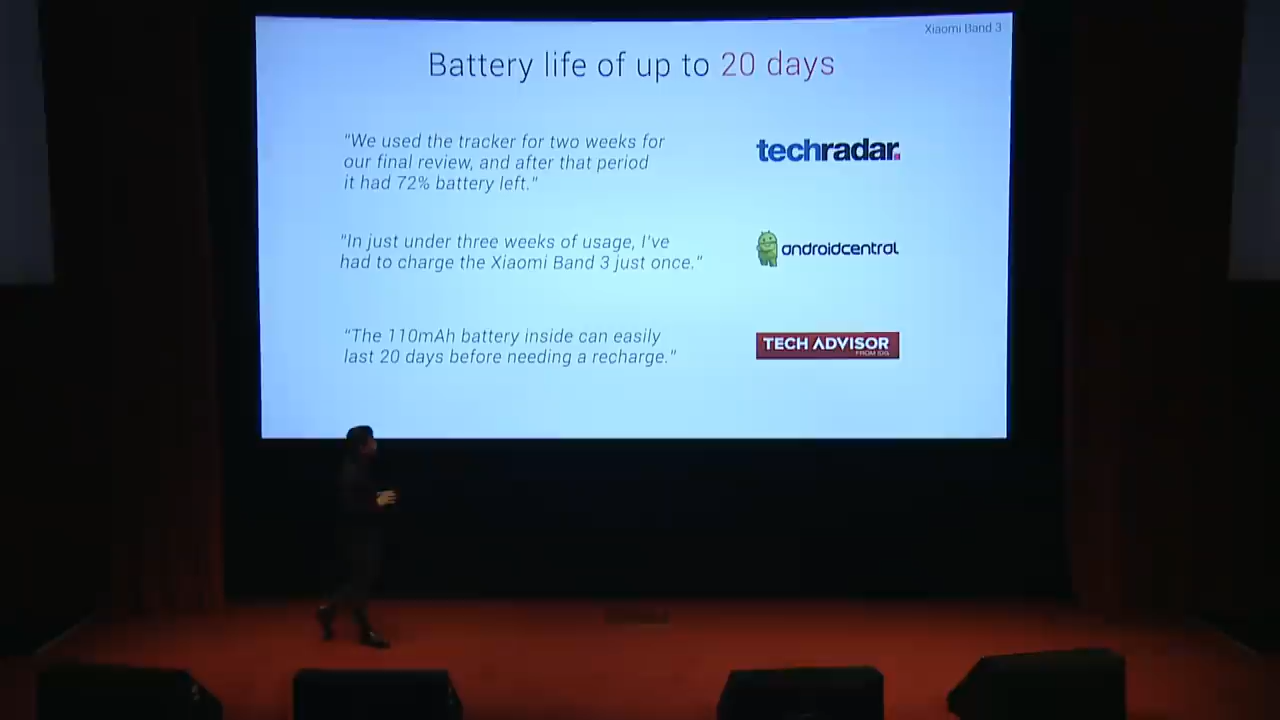 Xiaomi Band 3
Battery life of up to 20 days
"We used the tracker for two weeks for
our final review, and after that period
it had 72% battery left."
techradar.
"In just under three weeks of usage, I've
had to charge the Xiaomi Band 3 just once."
androidcentral
"The 110mAh battery inside can easily
last 20 days before needing a recharge."
TECH ADVISOR
FROM IDG